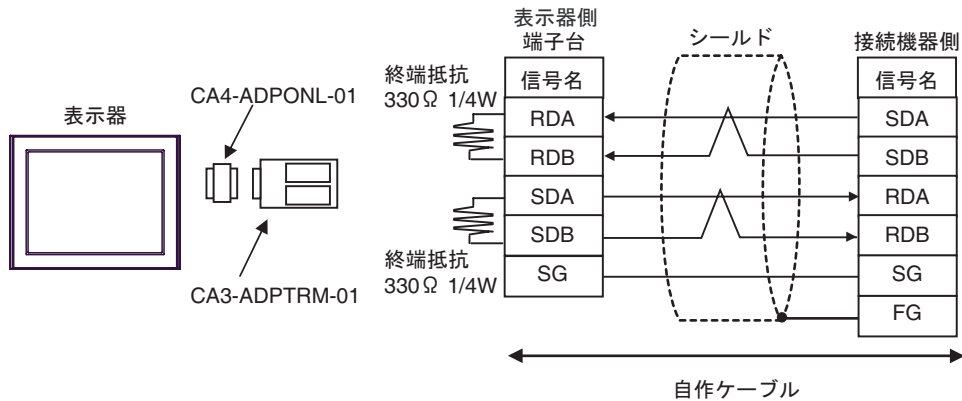 表示器
CA4-ADPONL-01
CA3-ADPTRM-01
終端抵抗
330Ω 1/4W
終端抵抗
330Ω 1/4W
表示器側
端子台
信号名
RDA
RDB
SDA
SDB
SG
シールド
接続機器側
信号名
SDA
SDB
RDA
RDB
SG
FG
自作ケーブル